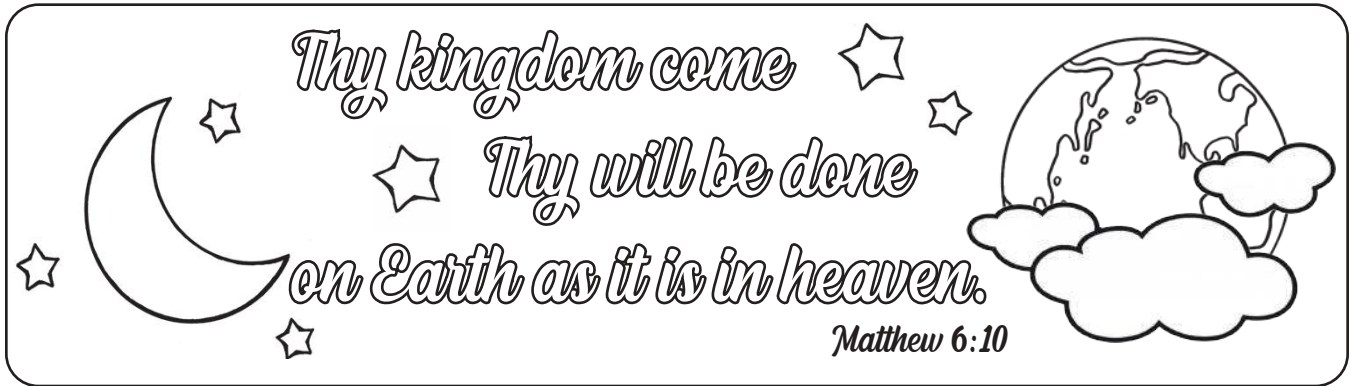 Thy kingdom come
Thy will be done
on Earth as it is in heaven.
Matthew 6:10